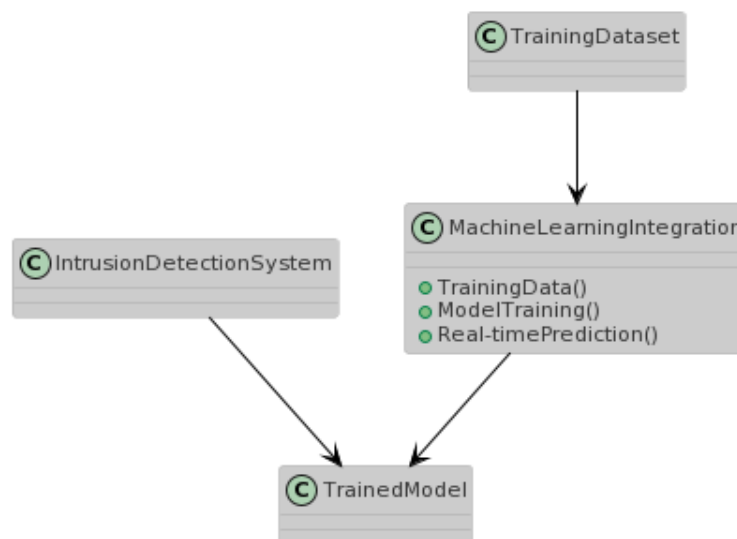 C TrainingDataset
C MachineLearningIntegration
TrainingData()
ModelTraining()
Real-timePrediction()
C IntrusionDetectionSystem
C TrainedModel